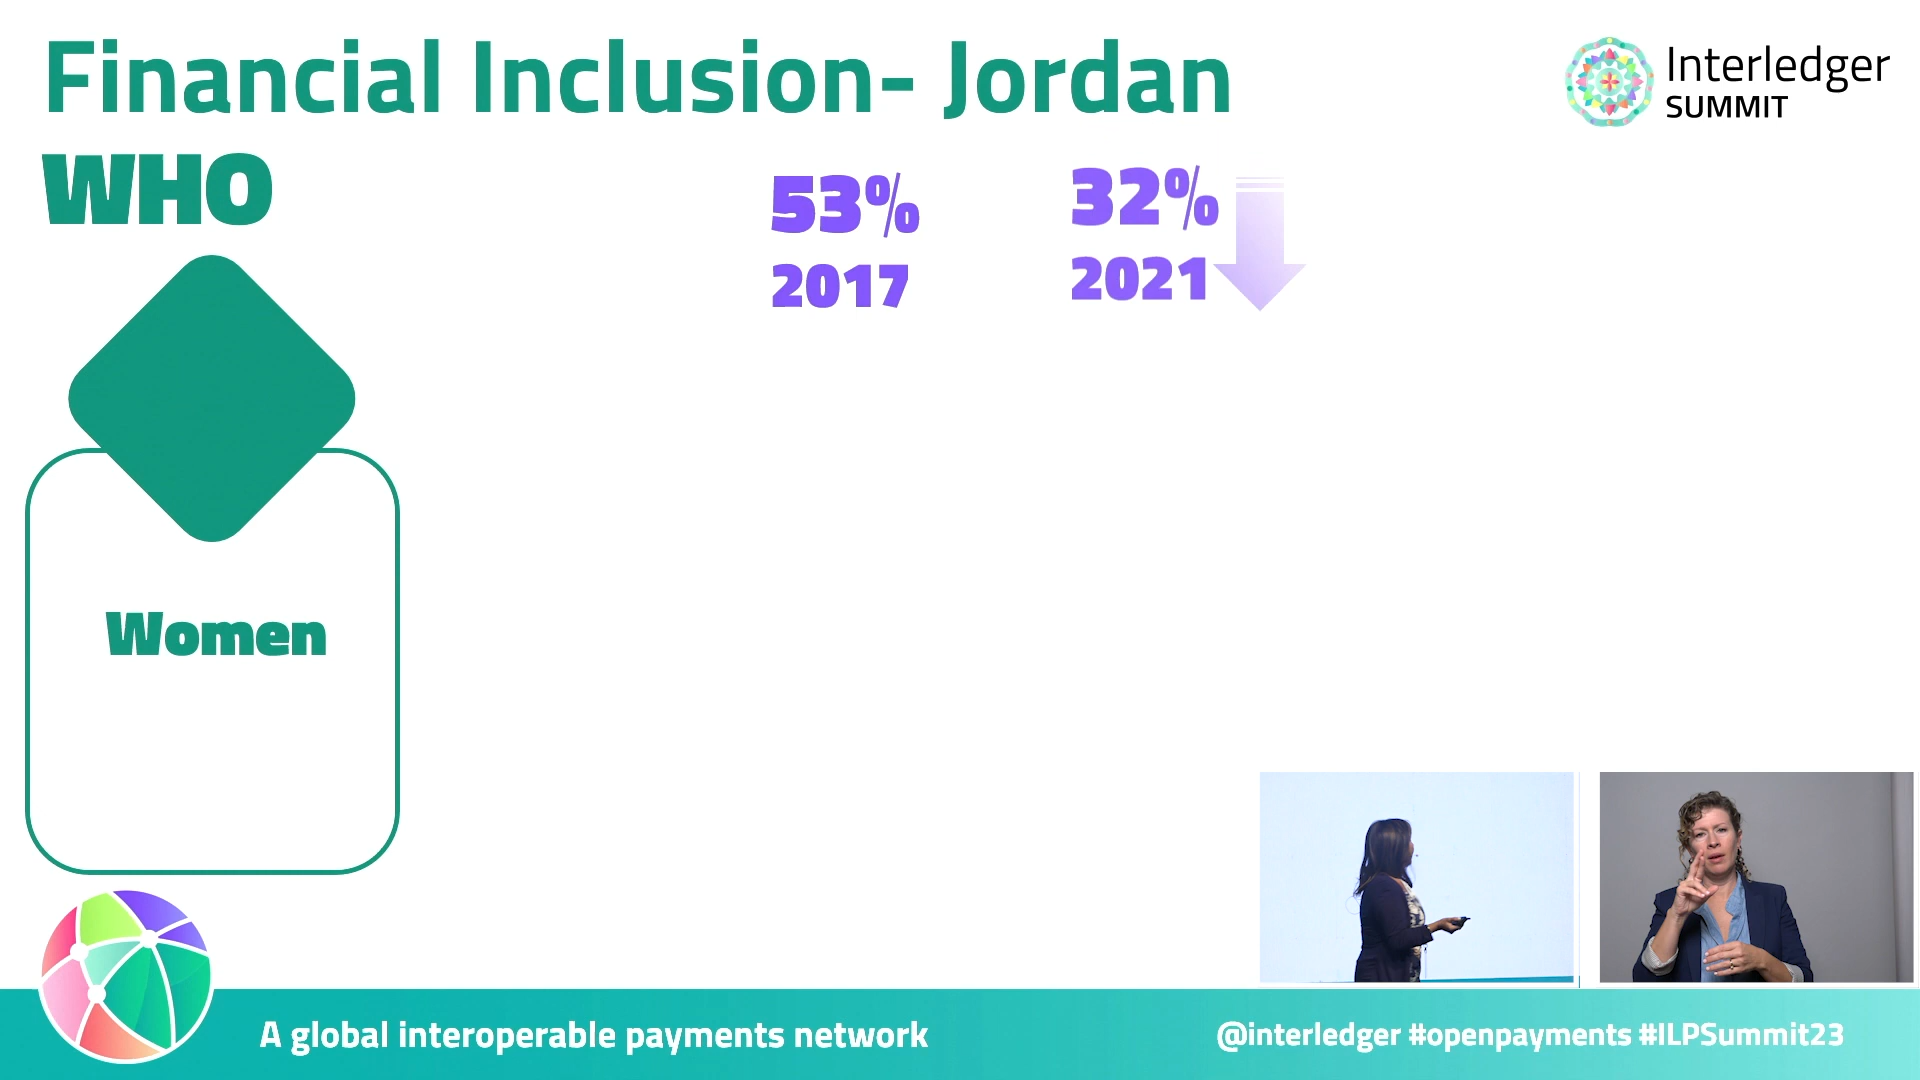 Financial Inclusion- Jordan
Interledger
SUMMIT
WHO
53%
2017
32%
2021
Women
A global interoperable payments network
@interledger #openpayments #ILPSummit23